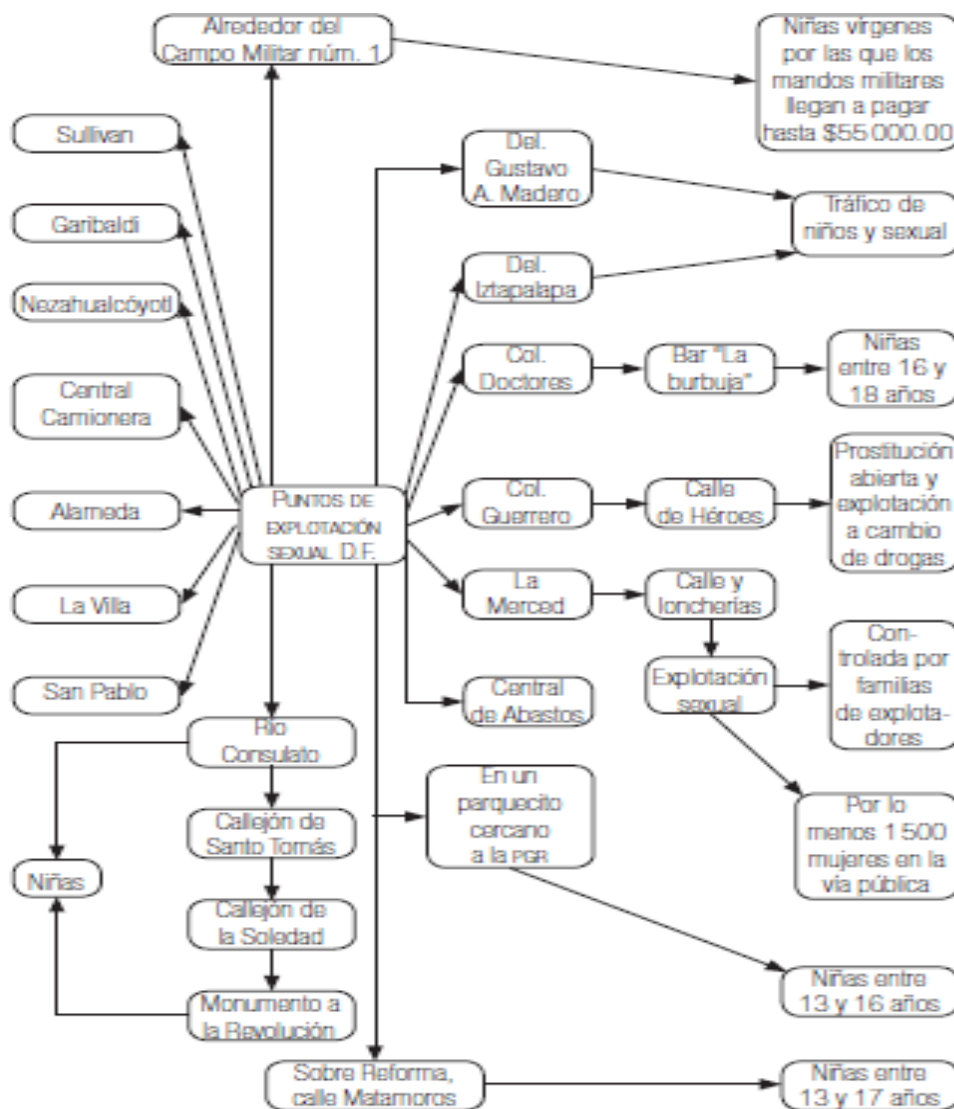 Alrededor del
Campo Militar núm. 1
Niñas vírgenes
por las que los
mandos militares
llegan a pagar
hasta $55 000.00
Sullivan
Garibaldi
Nezahualcóyotl
Central
Camionera
Alameda
La Villa
San Pablo
PUNTOS DE
EXPLOTACIÓN
SEXUAL D.F.
Del.
Gustavo
A. Madero
Tráfico de
niños y sexual
Del.
Iztapalapa
Col.
Doctores
Bar "La
burbuja"
Niñas
entre 16 y
18 años
Col.
Guerrero
Calle
de Héroes
Prostitución
abierta y
explotación
a cambio
de drogas
La
Merced
Calle y
loncherías
Explotación
sexual
Con-
trolada por
familias
de explota-
dores
Por lo
menos 1 500
mujeres en la
vía pública
Central
de Abastos
Río
Consulato
Callejón de
Santo Tomás
Callejón de
la Soledad
Monumento a
la Revolución
Niñas
En un
parquecito
cercano
a la PGR
Niñas entre
13 y 16 años
Sobre Reforma,
calle Matamoros
Niñas entre
13 y 17 años